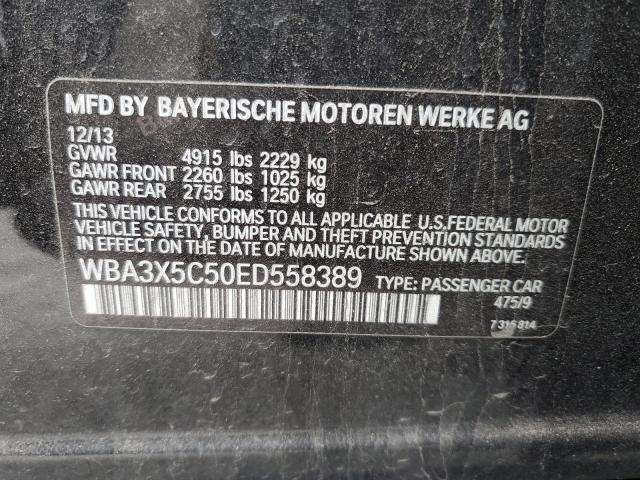 MFD BY BAYERISCHE MOTOREN WERKE AG
12/13
GVWR 4915 lbs 2229 kg
GAWR FRONT 2260 lbs 1025 kg
GAWR REAR 2755 lbs 1250 kg
THIS VEHICLE CONFORMS TO ALL APPLICABLE U.S.FEDERAL MOTOR
VEHICLE SAFETY, BUMPER AND THEFT PREVENTION STANDARDS
IN EFFECT ON THE DATE OF MANUFACTURE SHOWN ABOVE.
WBA3X5C50ED558389 TYPE: PASSENGER CAR
475/9
7 315 814